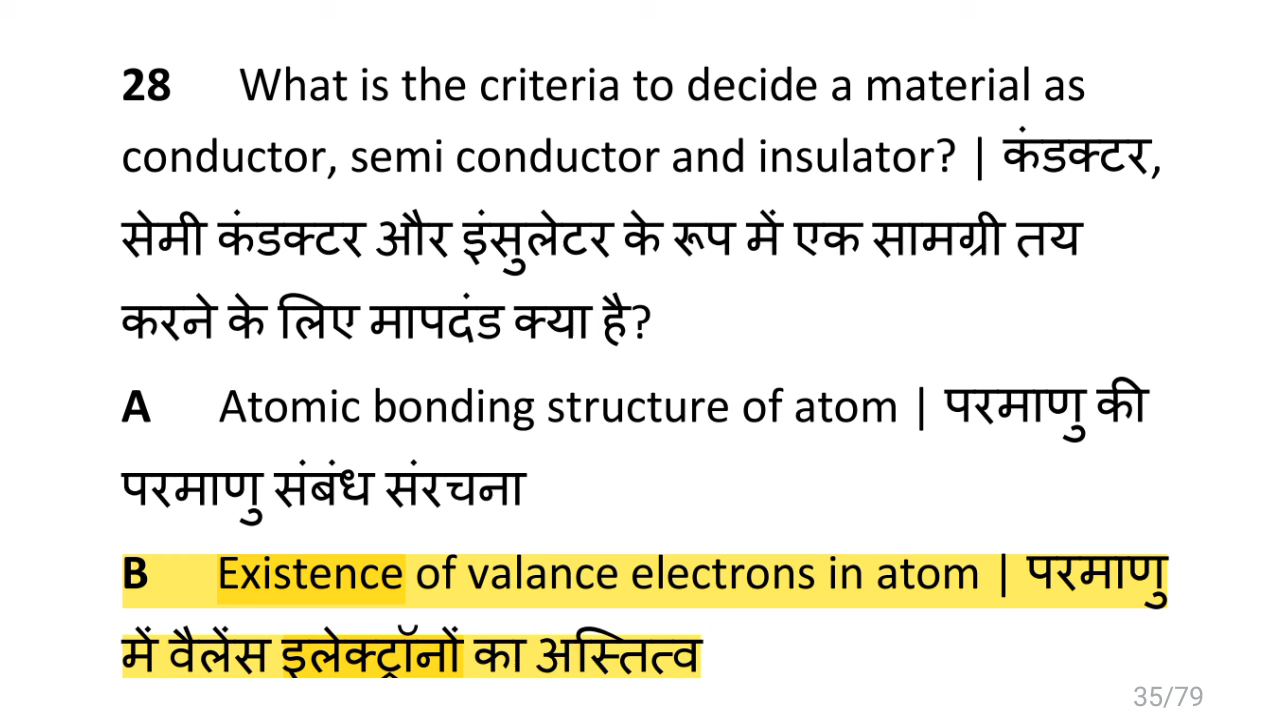 28 What is the criteria to decide a material as
conductor, semi conductor and insulator? | कंडक्टर,
सेमी कंडक्टर और इंसुलेटर के रूप में एक सामग्री तय
करने के लिए मापदंड क्या है?
A Atomic bonding structure of atom | परमाणु की
परमाणु संबंध संरचना
B Existence of valance electrons in atom | परमाणु
में वैलेंस इलेक्ट्रॉनों का अस्तित्व
35/79